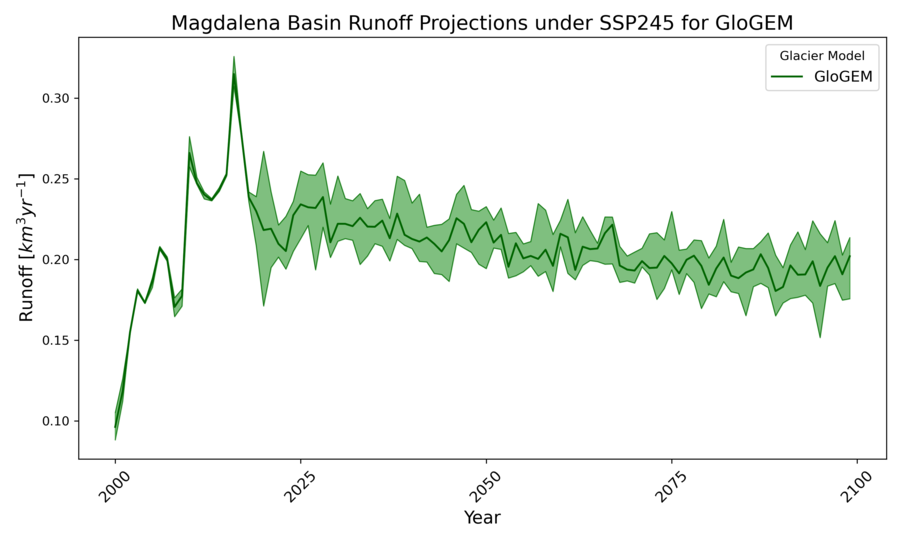 Magdalena Basin Runoff Projections under SSP245 for GloGEM
Glacier Model
GloGEM
Runoff [km³yr⁻¹]
0.30
0.25
0.20
0.15
0.10
2000
2025
2050
2075
2100
Year